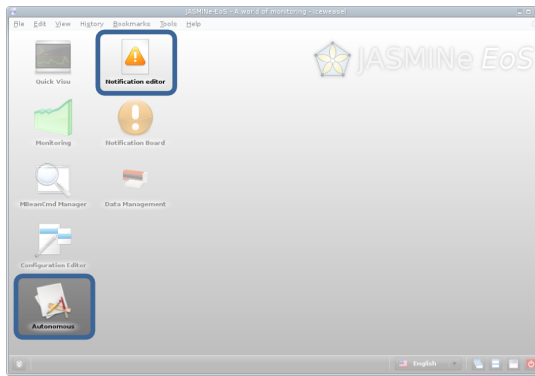 JASMINe-EoS - A world of monitoring - Iceweasel
File Edit View History Bookmarks Tools Help
JASMINe EoS
Quick Visu
Notification editor
Monitoring
Notification Board
MBeanCmd Manager
Data Management
Configuration Editor
Autonomous
English